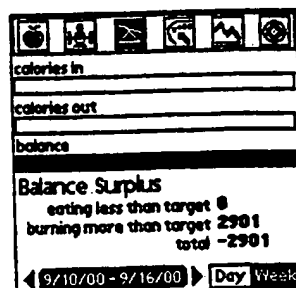 calories in
calories out
balance
Balance Surplus
eating less than target 0
burning more than target 2901
total -2901
9/10/00 - 9/16/00 Day Week